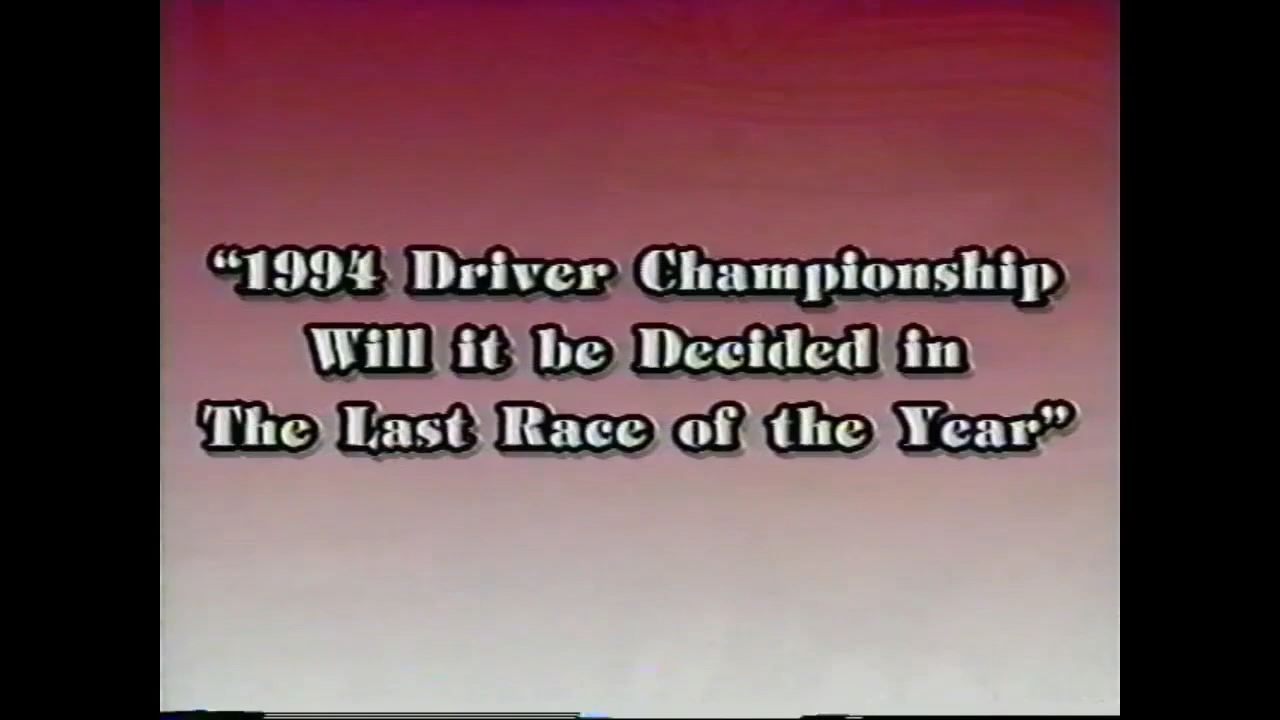 “1994 Driver Championship
Will it be Decided in
The Last Race of the Year”